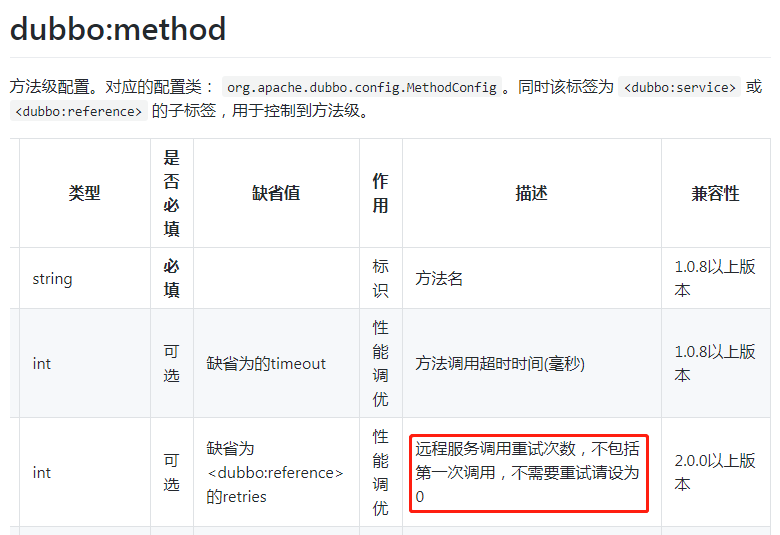 dubbo:method
方法级配置。对应的配置类： org.apache.dubbo.config.MethodConfig 。同时该标签为 <dubbo:service> 或
<dubbo:reference> 的子标签，用于控制到方法级。
类型 是否必填 缺省值 作用 描述 兼容性
string 必填 标识 方法名 1.0.8以上版本
int 可选 缺省为的timeout 性能调优 方法调用超时时间(毫秒) 1.0.8以上版本
int 可选 缺省为<dubbo:reference>的retries 性能调优 远程服务调用重试次数，不包括第一次调用，不需要重试请设为0 2.0.0以上版本